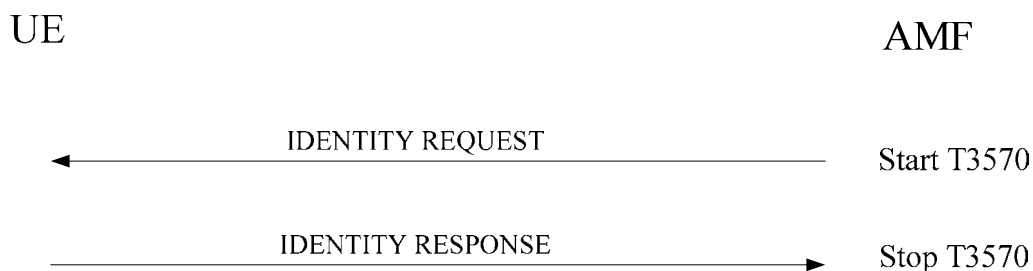 UE
AMF
IDENTITY REQUEST
Start T3570
IDENTITY RESPONSE
Stop T3570